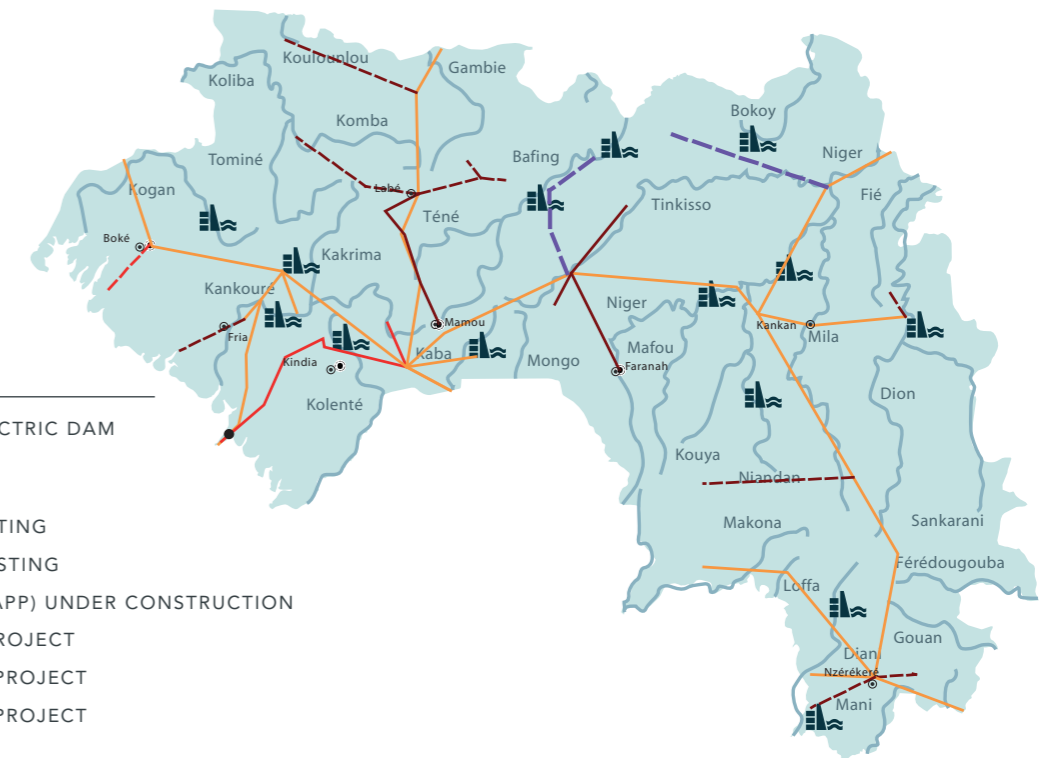 Koulounlou
Gambie
Koliba
Komba
Bokoy
Tominé
Bafing
Niger
Kogan
Labé
Fié
Tinkisso
Téné
Boké
Kakrima
Kankouré
Niger
Mamou
Kankan
Fria
Mila
Mafou
Kaba
Mongo
Kindia
Faranah
Dion
Kolenté
CTRIC DAM
Kouya
Niandan
Makona
Sankarani
TING
STING
Férédougouba
Loffa
APP) UNDER CONSTRUCTION
ROJECT
Gouan
Diani
Nzérékeré
PROJECT
Mani
PROJECT